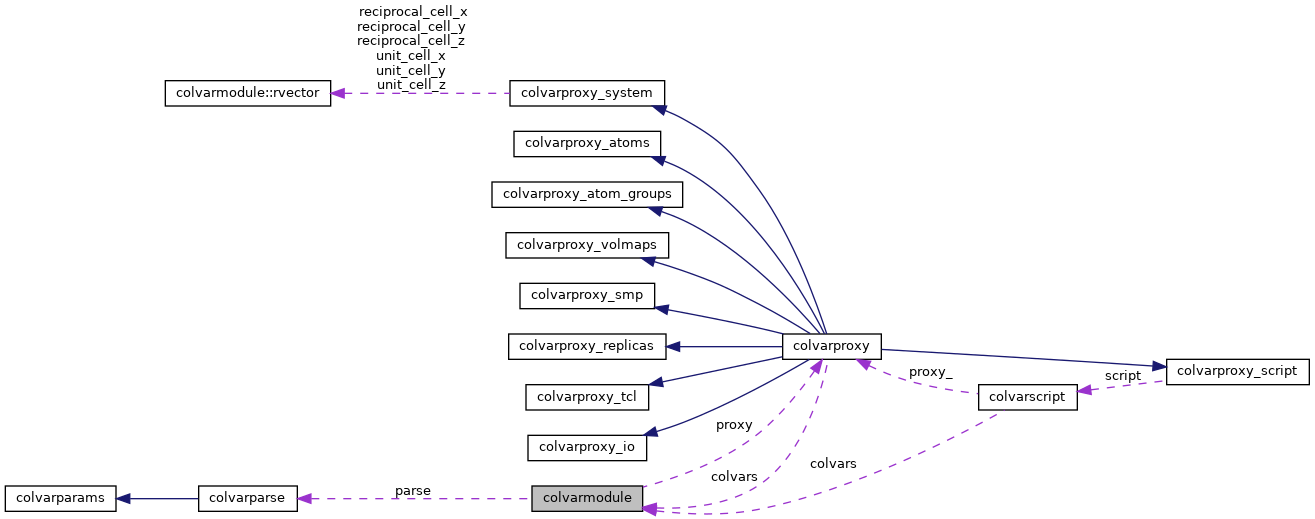 reciprocal_cell_x
reciprocal_cell_y
reciprocal_cell_z
unit_cell_x
unit_cell_y
unit_cell_z
colvarmodule::rvector
colvarproxy_system
colvarproxy_atoms
colvarproxy_atom_groups
colvarproxy_volmaps
colvarproxy_smp
colvarproxy_replicas
colvarproxy
colvarproxy_script
proxy_
script
colvarproxy_tcl
colvarscript
proxy
colvarproxy_io
colvars
colvars
colvarparams
colvarparse
parse
colvarmodule